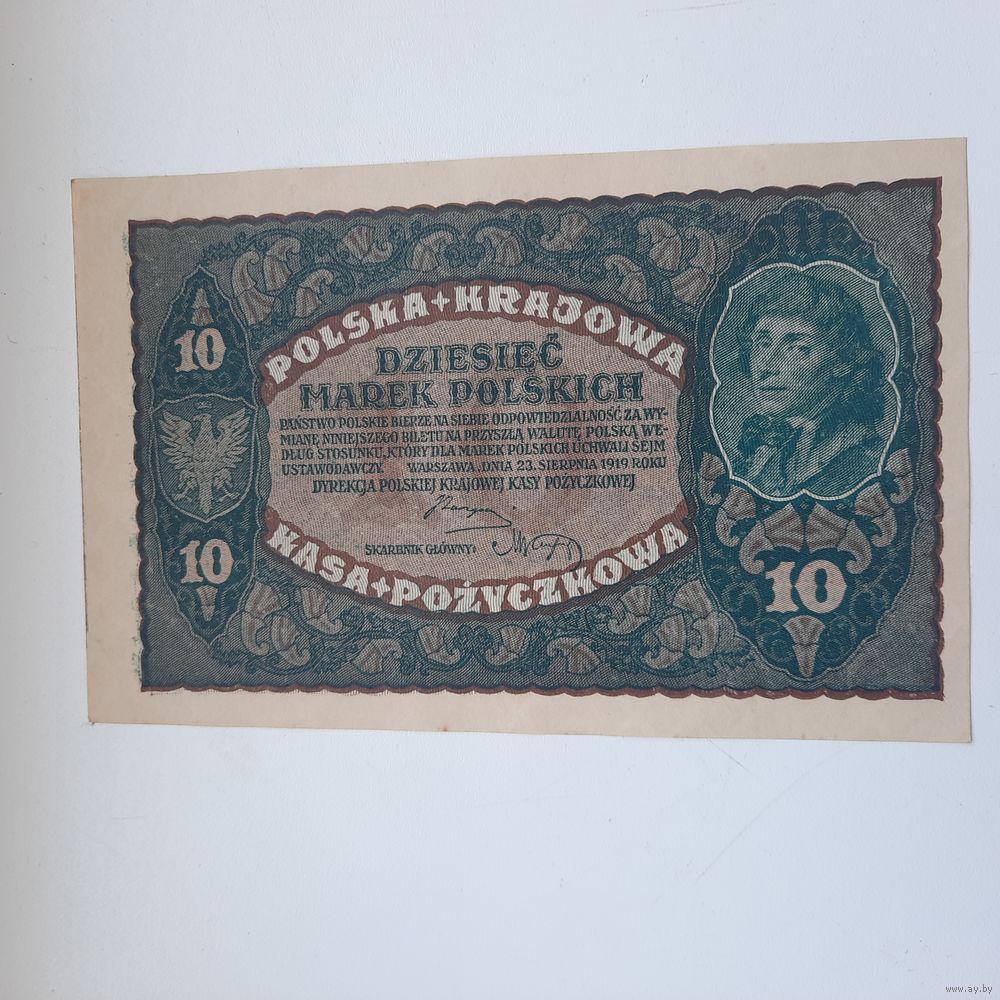 POLSKA+KRAJOWA
DZIESIĘĆ
MAREK POLSKICH
PAŃSTWO POLSKIE BIERZE NA SIEBIE ODPOWIEDZIALNOŚĆ ZA WY-
MIANĘ NINIEJSZEGO BILETU NA PRZYSZŁĄ WALUTĘ POLSKĄ WE-
DŁUG STOSUNKU, KTÓRY DLA MAREK POLSKICH UCHWALI SEJM
USTAWODAWCZY. WARSZAWA, DNIA 23. SIERPNIA 1919 ROKU
DYREKCJA POLSKIEJ KRAJOWEJ KASY POŻYCZKOWEJ
SKARBNIK GŁÓWNY:
KASA+POŻYCZKOWA
10
10
10
www.ay.by